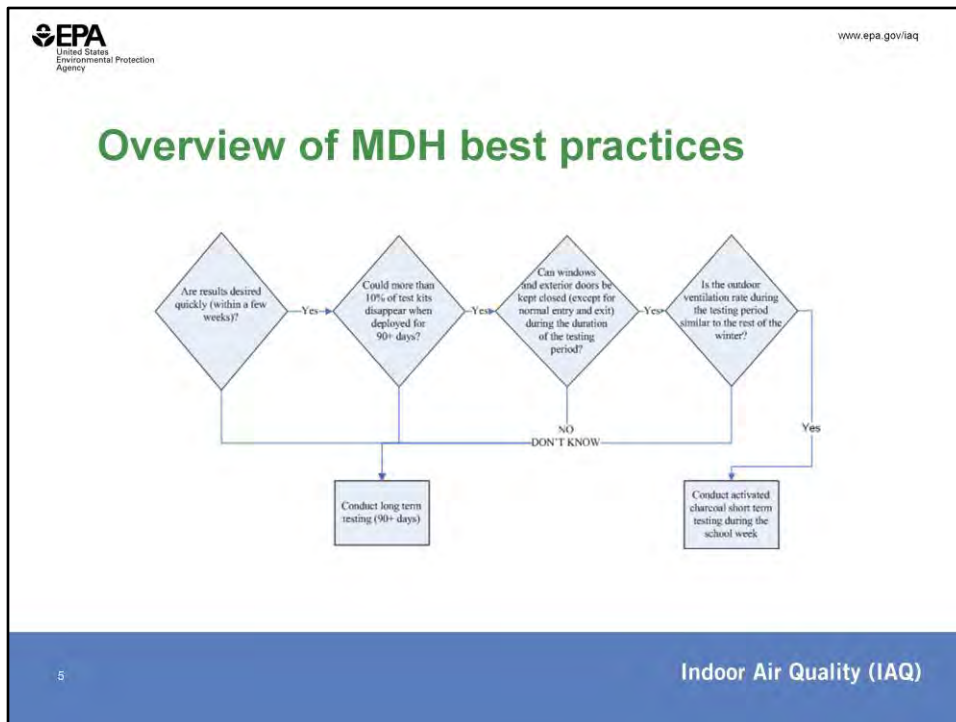 EPA
United States
Environmental Protection
Agency
www.epa.gov/iaq
Overview of MDH best practices
Are results desired
quickly (within a few
weeks)?
Yes
Could more than
10% of test kits
disappear when
deployed for
90+ days?
Yes
Can windows
and exterior doors be
kept closed (except for
normal entry and exit)
during the duration
of the testing
period?
Yes
Is the outdoor
ventilation rate during
the testing period
similar to the rest of the
winter?
Yes
NO
DON'T KNOW
Conduct long term
testing (90+ days)
Conduct activated
charcoal short term
testing during the
school week
5
Indoor Air Quality (IAQ)